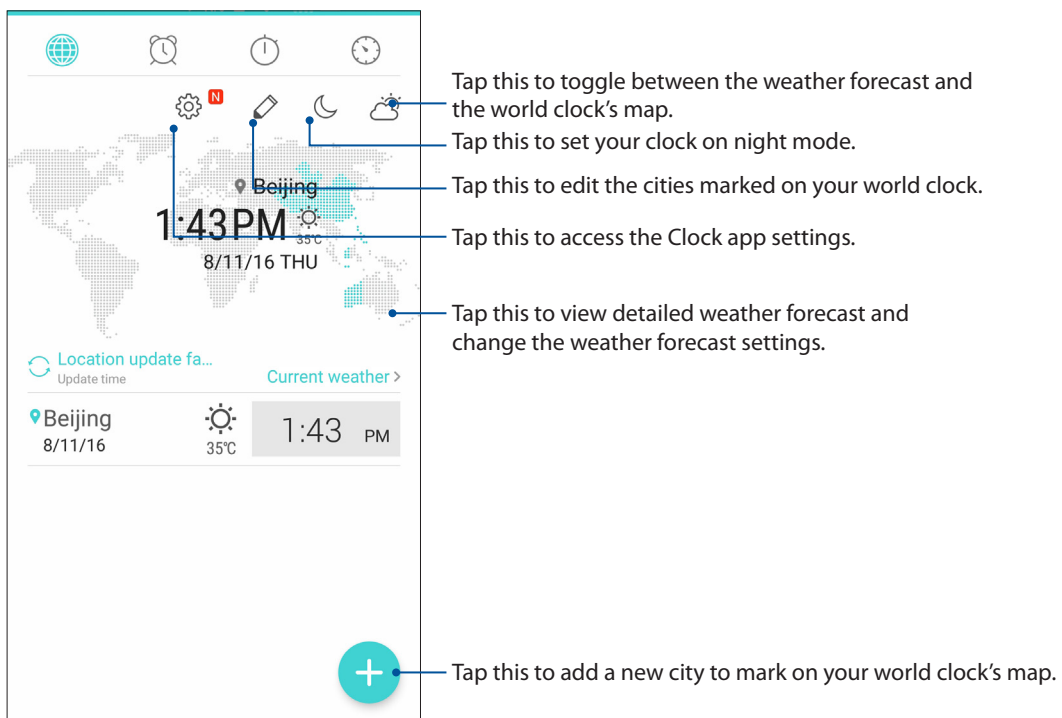 N
Tap this to toggle between the weather forecast and
the world clock's map.
Tap this to set your clock on night mode.
Beijing
Tap this to edit the cities marked on your world clock.
1:43PM
35°C
Tap this to access the Clock app settings.
8/11/16 THU
Tap this to view detailed weather forecast and
change the weather forecast settings.
Location update fa...
Update time
Current weather >
Beijing
8/11/16
35°C
1:43 PM
Tap this to add a new city to mark on your world clock's map.